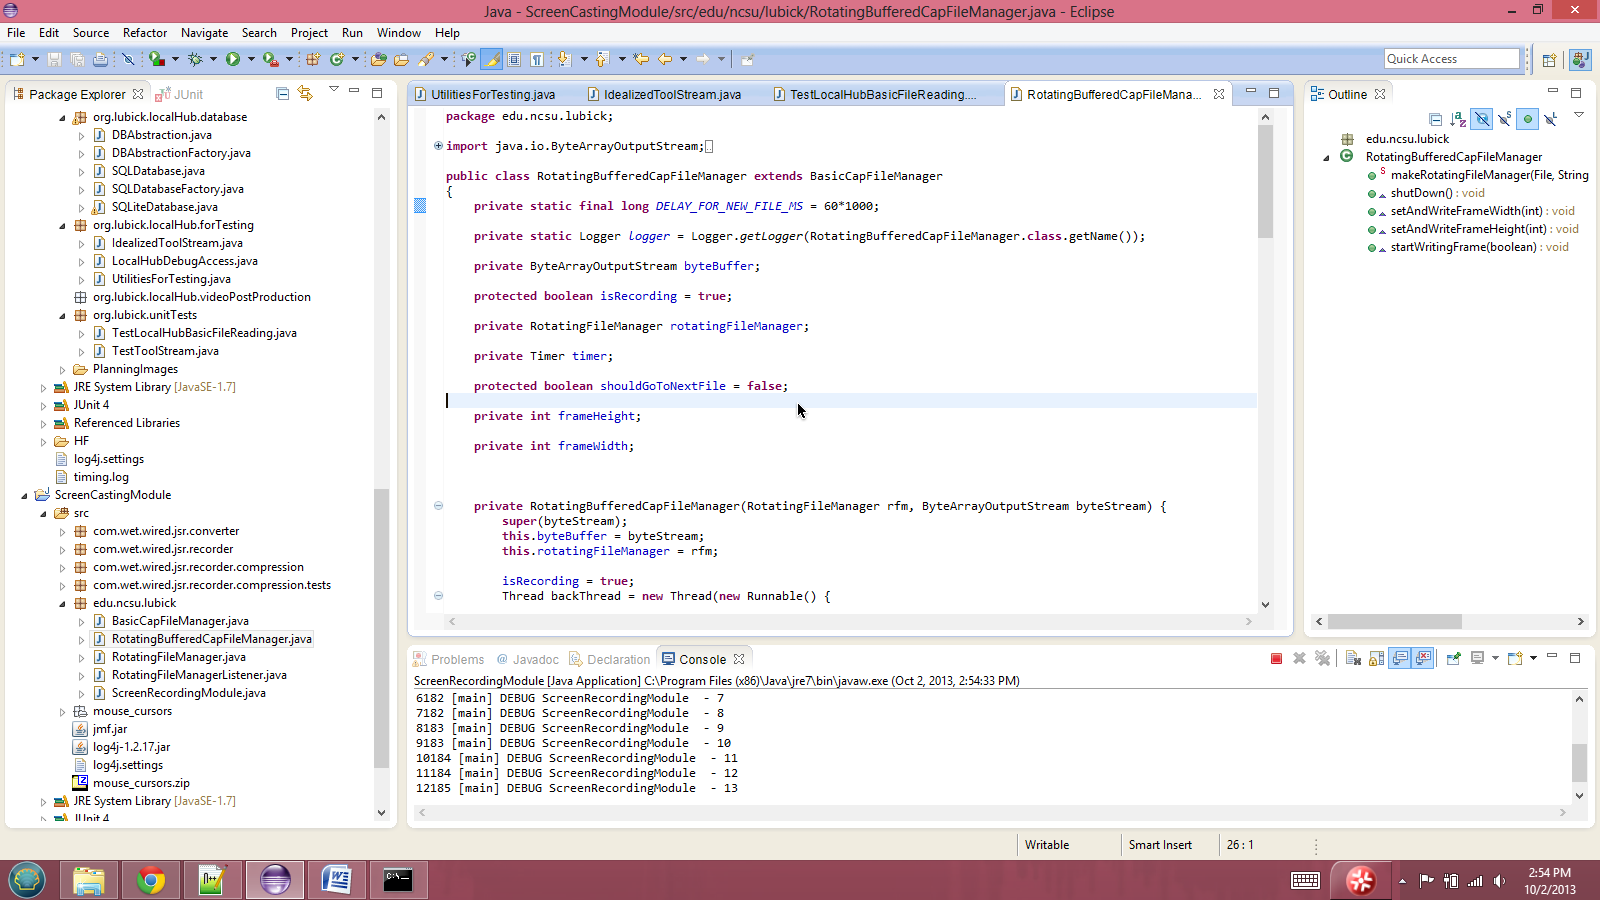 Java - ScreenCastingModule/src/edu/ncsu/lubick/RotatingBufferedCapFileManager.java - Eclipse
File Edit Source Refactor Navigate Search Project Run Window Help
Quick Access
Package Explorer JUnit
org.lubick.localHub.database
DBAbstraction.java
DBAbstractionFactory.java
SQLDatabase.java
SQLDatabaseFactory.java
SQLiteDatabase.java
org.lubick.localHub.forTesting
IdealizedToolStream.java
LocalHubDebugAccess.java
UtilitiesForTesting.java
org.lubick.localHub.videoPostProduction
org.lubick.unitTests
TestLocalHubBasicFileReading.java
TestToolStream.java
PlanningImages
JRE System Library [JavaSE-1.7]
JUnit 4
Referenced Libraries
HF
log4j.settings
timing.log
ScreenCastingModule
src
com.wet.wired.jsr.converter
com.wet.wired.jsr.recorder
com.wet.wired.jsr.recorder.compression
com.wet.wired.jsr.recorder.compression.tests
edu.ncsu.lubick
BasicCapFileManager.java
RotatingBufferedCapFileManager.java
RotatingFileManager.java
RotatingFileManagerListener.java
ScreenRecordingModule.java
mouse_cursors
jmf.jar
log4j-1.2.17.jar
log4j.settings
mouse_cursors.zip
JRE System Library [JavaSE-1.7]
JUnit 4
UtilitiesForTesting.java IdealizedToolStream.java TestLocalHubBasicFileReading.... RotatingBufferedCapFileMana...
package edu.ncsu.lubick;
import java.io.ByteArrayOutputStream;
public class RotatingBufferedCapFileManager extends BasicCapFileManager
{
private static final long DELAY_FOR_NEW_FILE_MS = 60*1000;
private static Logger logger = Logger.getLogger(RotatingBufferedCapFileManager.class.getName());
private ByteArrayOutputStream byteBuffer;
protected boolean isRecording = true;
private RotatingFileManager rotatingFileManager;
private Timer timer;
protected boolean shouldGoToNextFile = false;
private int frameHeight;
private int frameWidth;
private RotatingBufferedCapFileManager(RotatingFileManager rfm, ByteArrayOutputStream byteStream) {
super(byteStream);
this.byteBuffer = byteStream;
this.rotatingFileManager = rfm;
isRecording = true;
Thread backThread = new Thread(new Runnable() {
Outline
edu.ncsu.lubick
RotatingBufferedCapFileManager
makeRotatingFileManager(File, String
shutDown() : void
setAndWriteFrameWidth(int) : void
setAndWriteFrameHeight(int) : void
startWritingFrame(boolean) : void
Problems Javadoc Declaration Console
ScreenRecordingModule [Java Application] C:\Program Files (x86)\Java\jre7\bin\javaw.exe (Oct 2, 2013, 2:54:33 PM)
6182 [main] DEBUG ScreenRecordingModule - 7
7182 [main] DEBUG ScreenRecordingModule - 8
8183 [main] DEBUG ScreenRecordingModule - 9
9183 [main] DEBUG ScreenRecordingModule - 10
10184 [main] DEBUG ScreenRecordingModule - 11
11184 [main] DEBUG ScreenRecordingModule - 12
12185 [main] DEBUG ScreenRecordingModule - 13
Writable Smart Insert 26 : 1
2:54 PM
10/2/2013